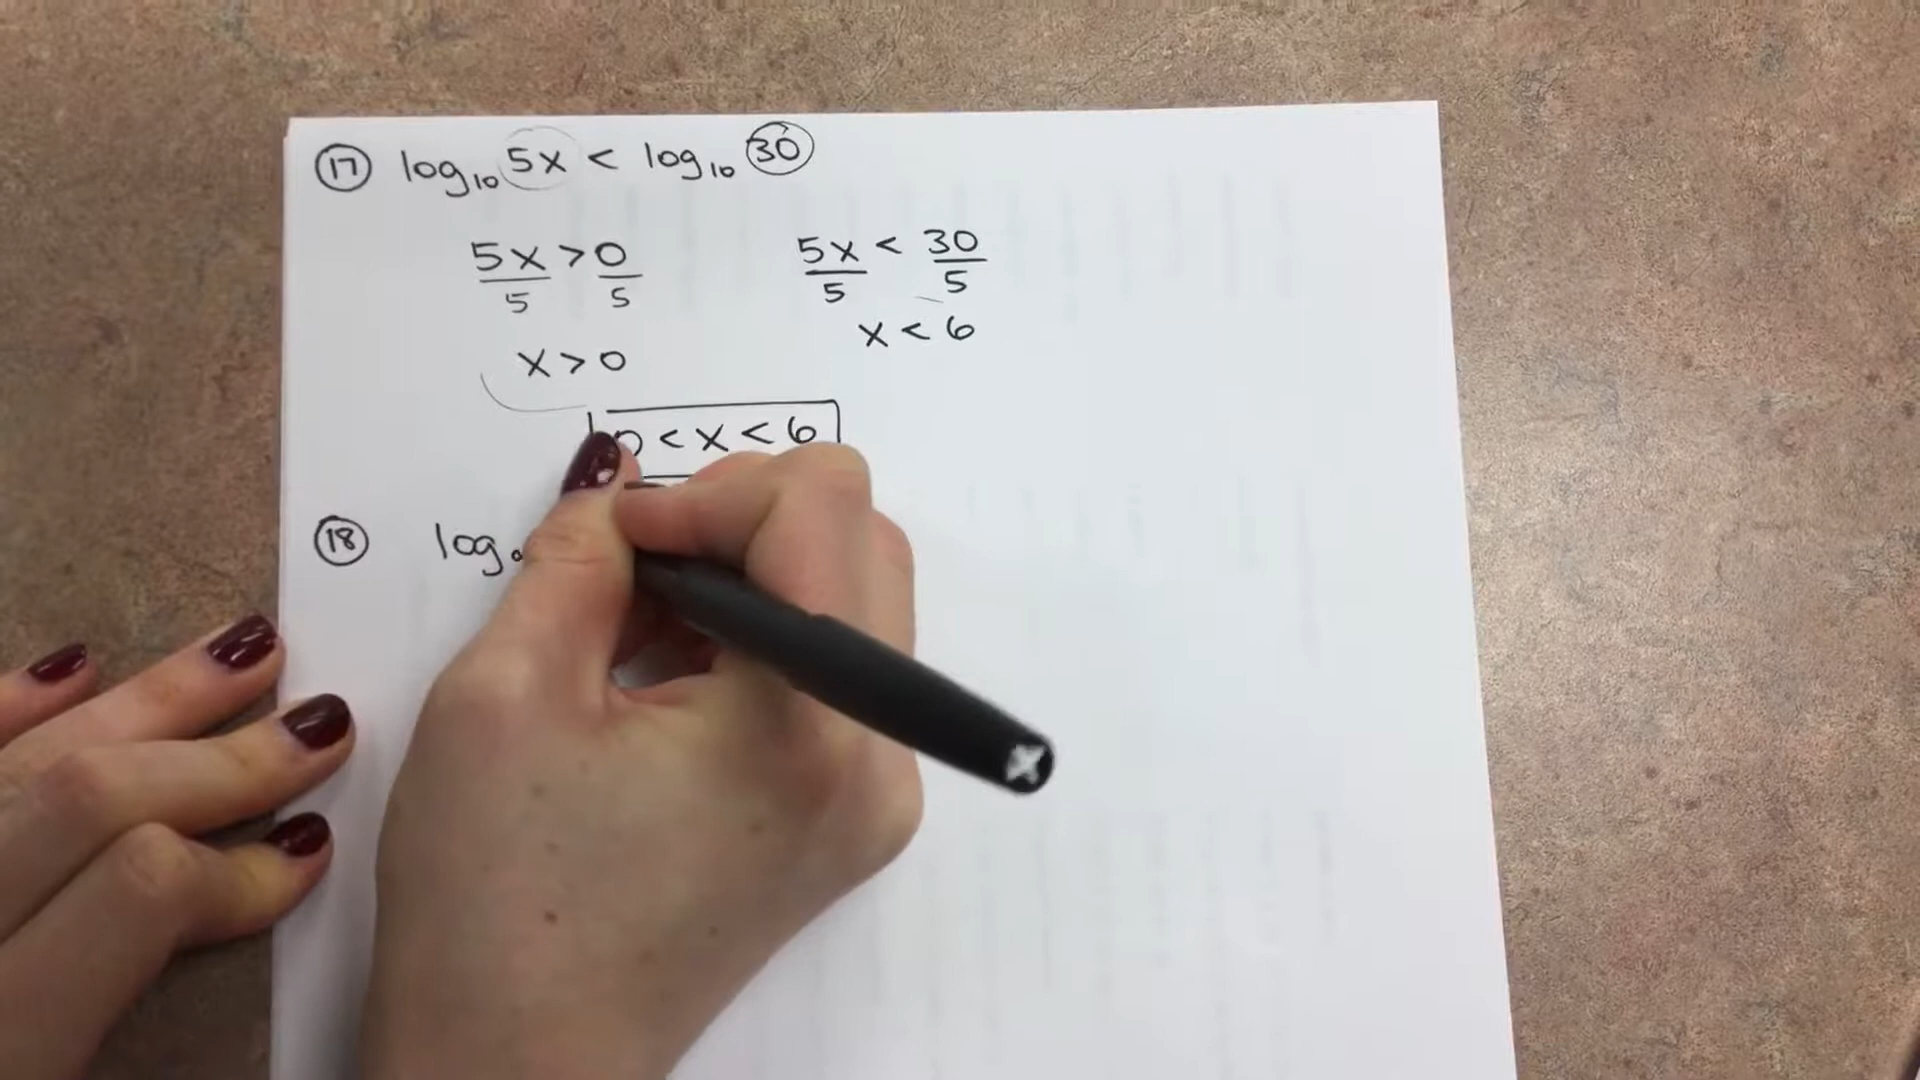 17 log₁₀ 5x < log₁₀ 30
5x > 0 5x < 30
5 5 5 5
x < 6
x > 0
0 < x < 6
18 log